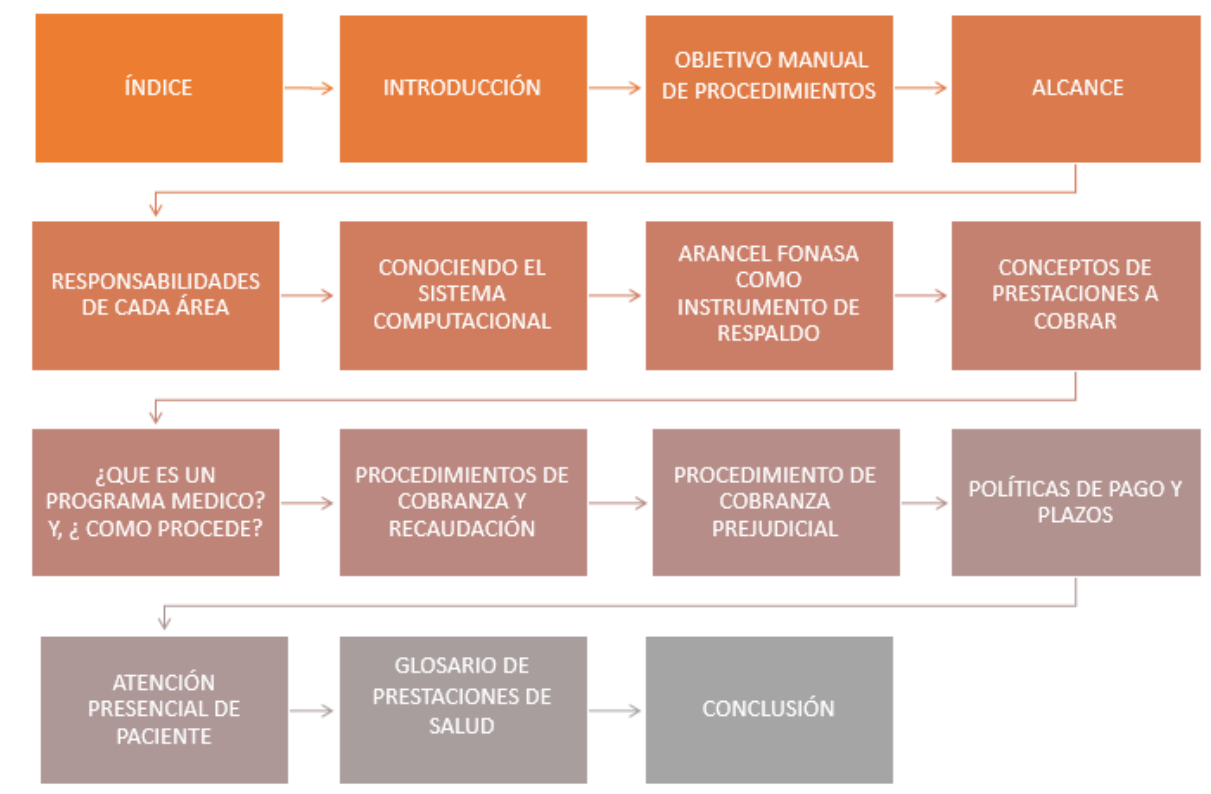 ÍNDICE
INTRODUCCIÓN
OBJETIVO MANUAL
DE PROCEDIMIENTOS
ALCANCE
RESPONSABILIDADES
DE CADA ÁREA
CONOCIENDO EL
SISTEMA
COMPUTACIONAL
ARANCEL FONASA
COMO
INSTRUMENTO DE
RESPALDO
CONCEPTOS DE
PRESTACIONES A
COBRAR
¿QUE ES UN
PROGRAMA MEDICO?
Y, ¿ COMO PROCEDE?
PROCEDIMIENTOS DE
COBRANZA Y
RECAUDACIÓN
PROCEDIMIENTO DE
COBRANZA
PREJUDICIAL
POLÍTICAS DE PAGO Y
PLAZOS
ATENCIÓN
PRESENCIAL DE
PACIENTE
GLOSARIO DE
PRESTACIONES DE
SALUD
CONCLUSIÓN